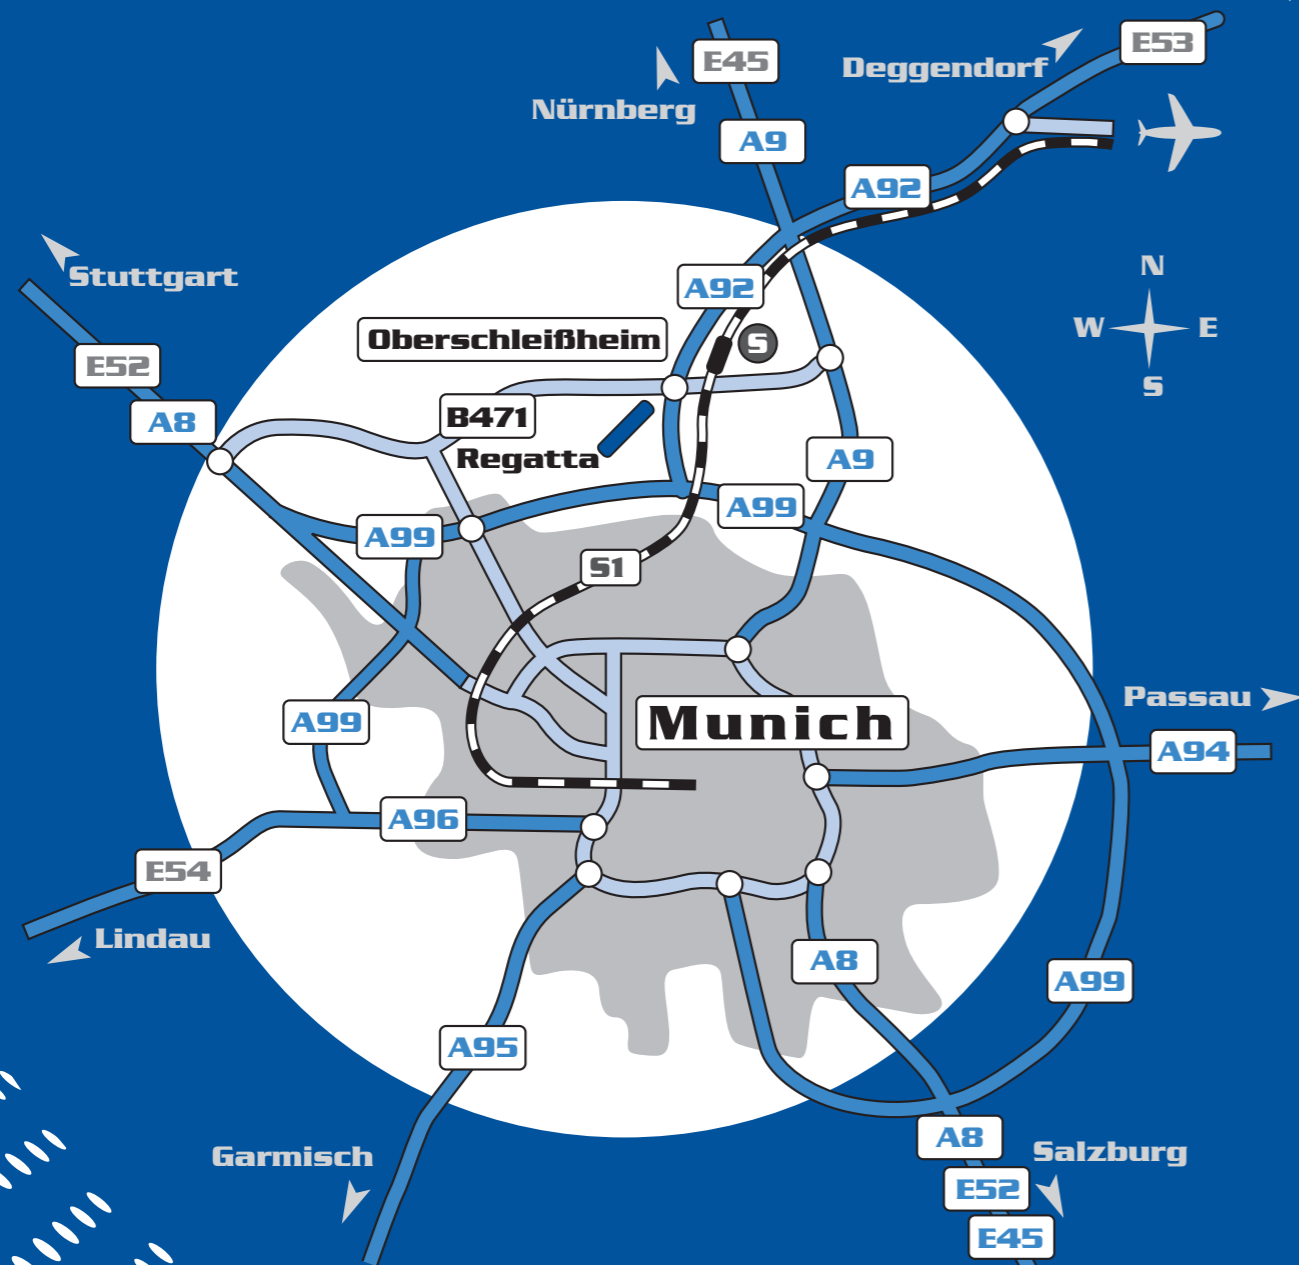 E53
E45
Deggendorf
Nürnberg
A9
A92
N
Stuttgart
A92
W
E
Oberschleißheim
S
E52
S
A8
B471
Regatta
A9
A99
A99
S1
Passau
A99
Munich
A94
A96
E54
Lindau
A8
A99
A95
A8
Garmisch
Salzburg
E52
E45